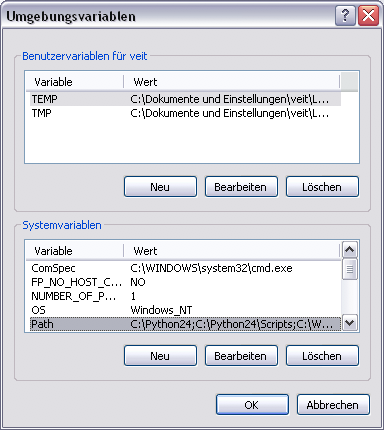 Umgebungsvariablen
Benutzervariablen für veit
Variable Wert
TEMP C:\Dokumente und Einstellungen\veit\L...
TMP C:\Dokumente und Einstellungen\veit\L...
Neu Bearbeiten Löschen
Systemvariablen
Variable Wert
ComSpec C:\WINDOWS\system32\cmd.exe
FP_NO_HOST_C... NO
NUMBER_OF_P... 1
OS Windows_NT
Path C:\Python24;C:\Python24\Scripts;C:\W...
Neu Bearbeiten Löschen
OK Abbrechen